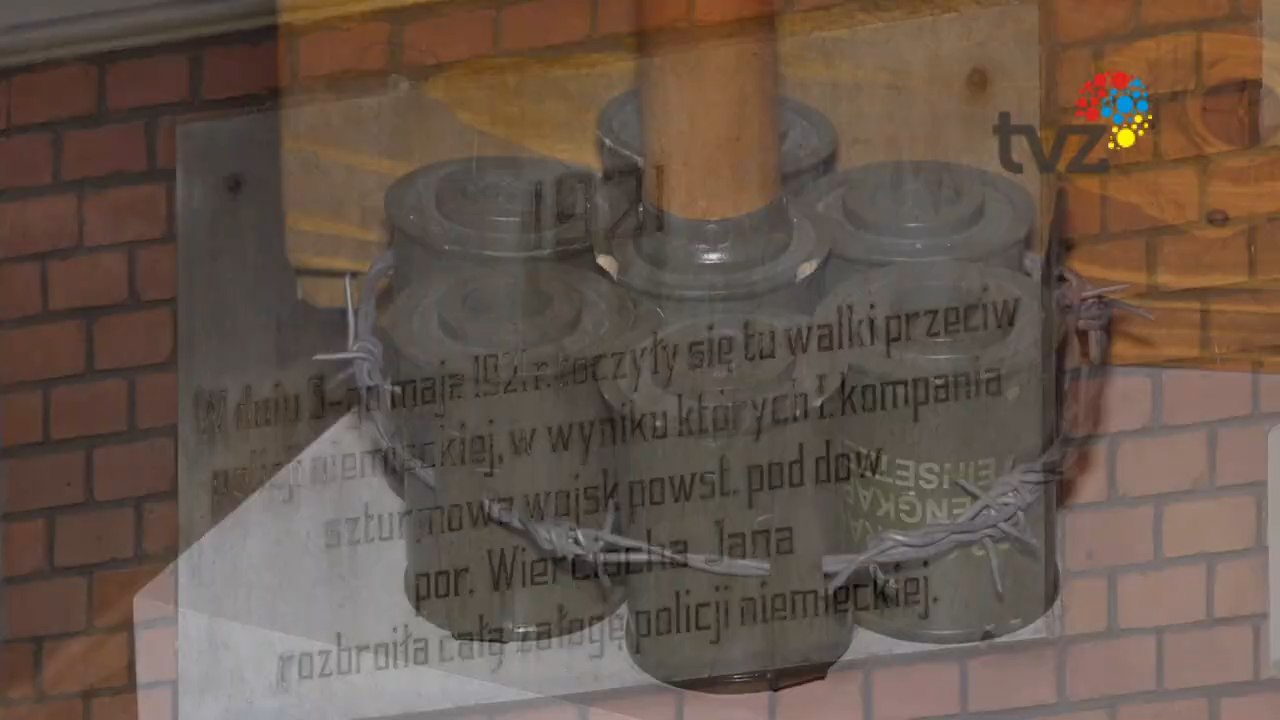 tvz
1921
W dniu 3-go maja 1921 r. toczyły się tu walki przeciw
policji niemieckiej, w wyniku których I. kompania
szturmowa wojsk powst. pod dow.
por. Wierciocha Jana
rozbroiła całą załogę policji niemieckiej.